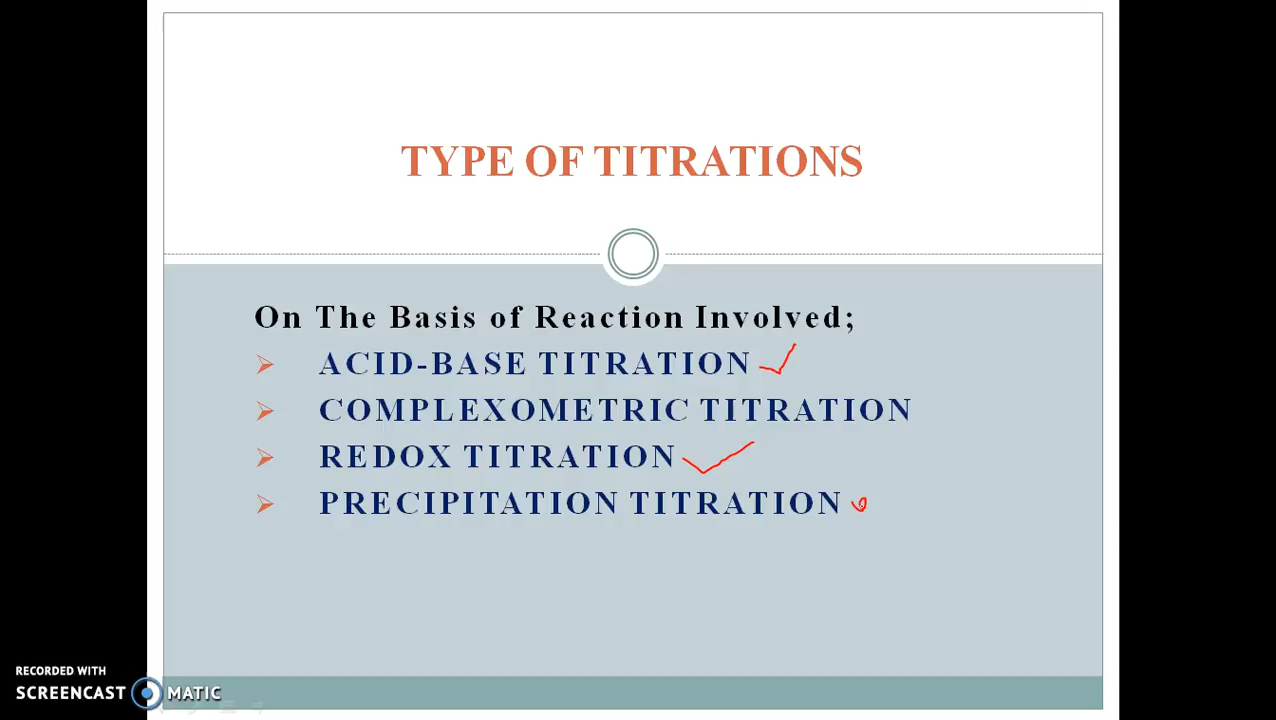 TYPE OF TITRATIONS
On The Basis of Reaction Involved;
ACID-BASE TITRATION
COMPLEXOMETRIC TITRATION
REDOX TITRATION
PRECIPITATION TITRATION
RECORDED WITH
SCREENCAST MATIC